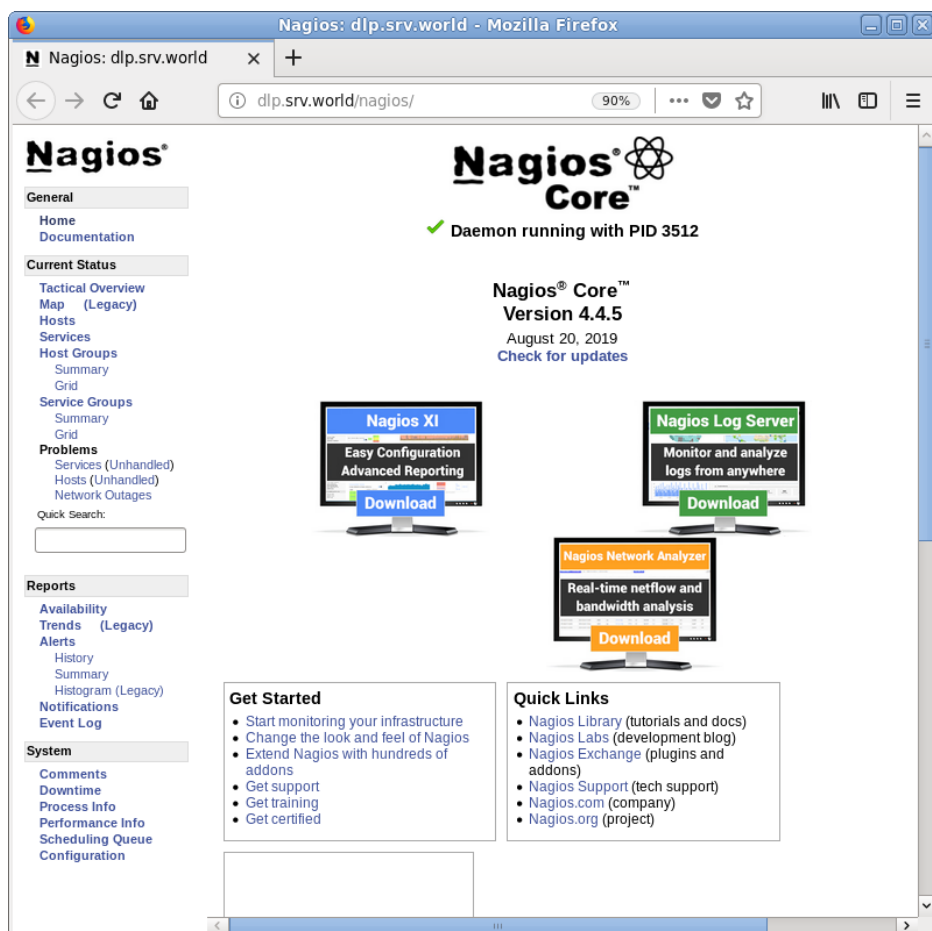 Nagios: dlp.srv.world - Mozilla Firefox
N Nagios: dlp.srv.world
dlp.srv.world/nagios/
90%
Nagios®
General
Home
Documentation
Current Status
Tactical Overview
Map (Legacy)
Hosts
Services
Host Groups
Summary
Grid
Service Groups
Summary
Grid
Problems
Services (Unhandled)
Hosts (Unhandled)
Network Outages
Quick Search:
Reports
Availability
Trends (Legacy)
Alerts
History
Summary
Histogram (Legacy)
Notifications
Event Log
System
Comments
Downtime
Process Info
Performance Info
Scheduling Queue
Configuration
Nagios®
Core™
Daemon running with PID 3512
Nagios® Core™
Version 4.4.5
August 20, 2019
Check for updates
Nagios XI
Easy Configuration
Advanced Reporting
Download
Nagios Log Server
Monitor and analyze
logs from anywhere
Download
Nagios Network Analyzer
Real-time netflow and
bandwidth analysis
Download
Get Started
Start monitoring your infrastructure
Change the look and feel of Nagios
Extend Nagios with hundreds of
addons
Get support
Get training
Get certified
Quick Links
Nagios Library (tutorials and docs)
Nagios Labs (development blog)
Nagios Exchange (plugins and
addons)
Nagios Support (tech support)
Nagios.com (company)
Nagios.org (project)